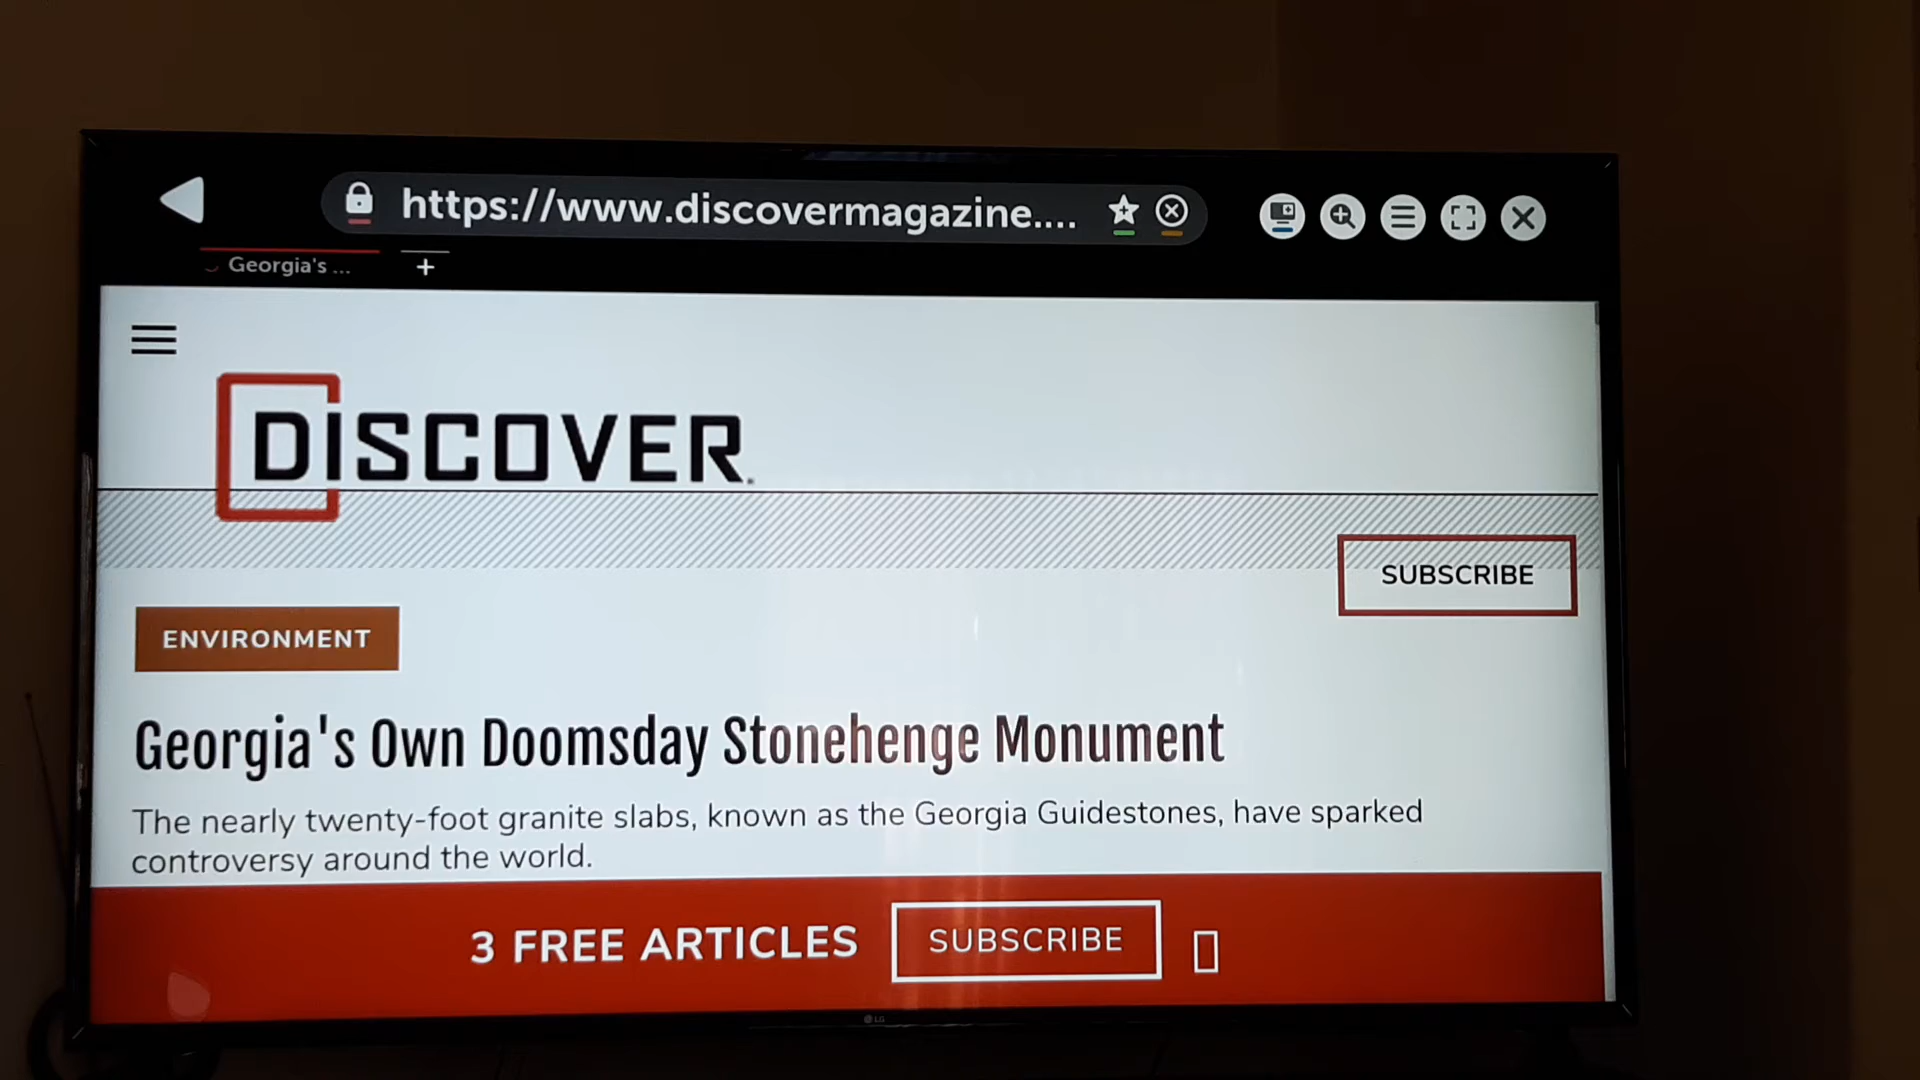 https://www.discovermagazine....
Georgia's ... +
DISCOVER.
SUBSCRIBE
ENVIRONMENT
Georgia's Own Doomsday Stonehenge Monument
The nearly twenty-foot granite slabs, known as the Georgia Guidestones, have sparked
controversy around the world.
3 FREE ARTICLES SUBSCRIBE
LG